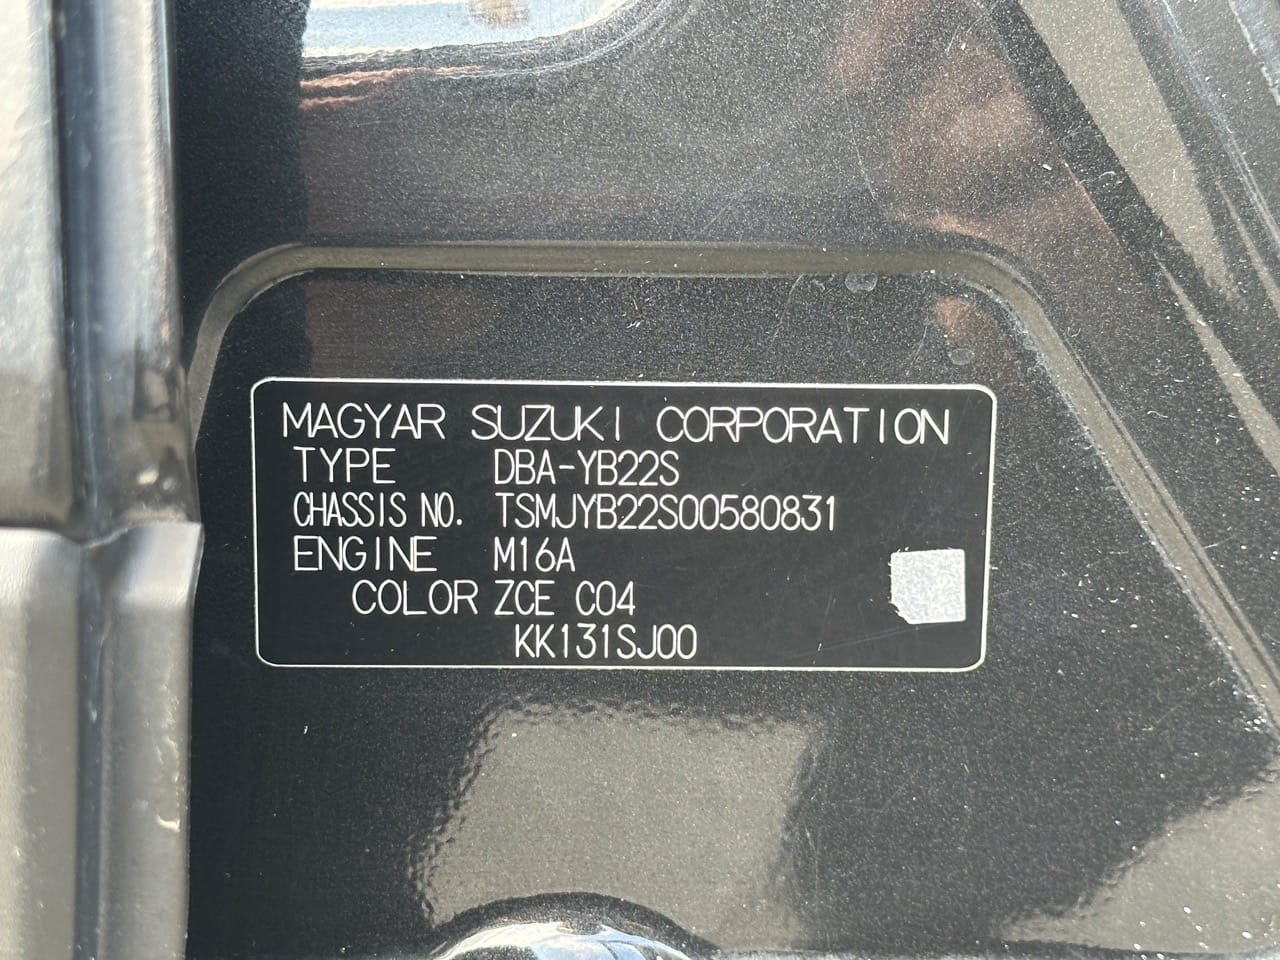 MAGYAR SUZUKI CORPORATION
TYPE DBA-YB22S
CHASSIS NO. TSMJYB22S00580831
ENGINE M16A
COLOR ZCE C04
KK131SJ00